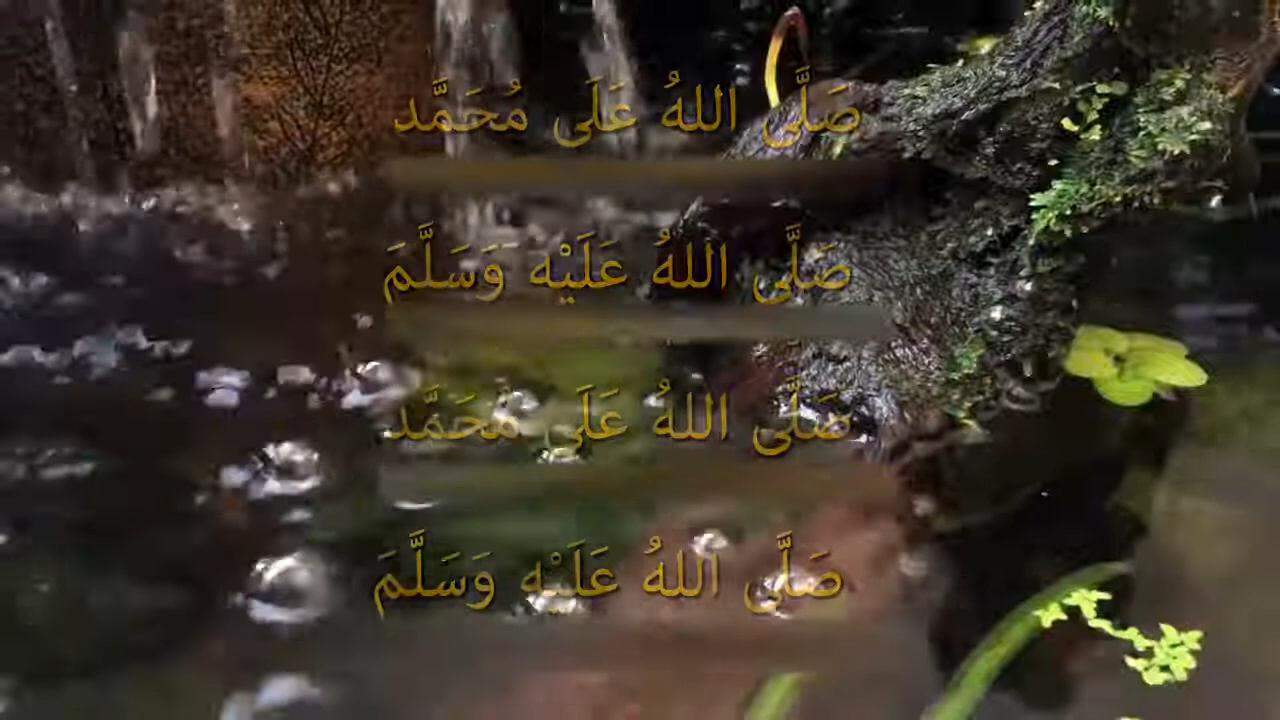 صَلَّى اللهُ عَلَى مُحَمَّد
صَلَّى اللهُ عَلَيْه وَسَلَّمَ
صَلَّى اللهُ عَلَى مُحَمَّد
صَلَّى اللهُ عَلَيْه وَسَلَّمَ